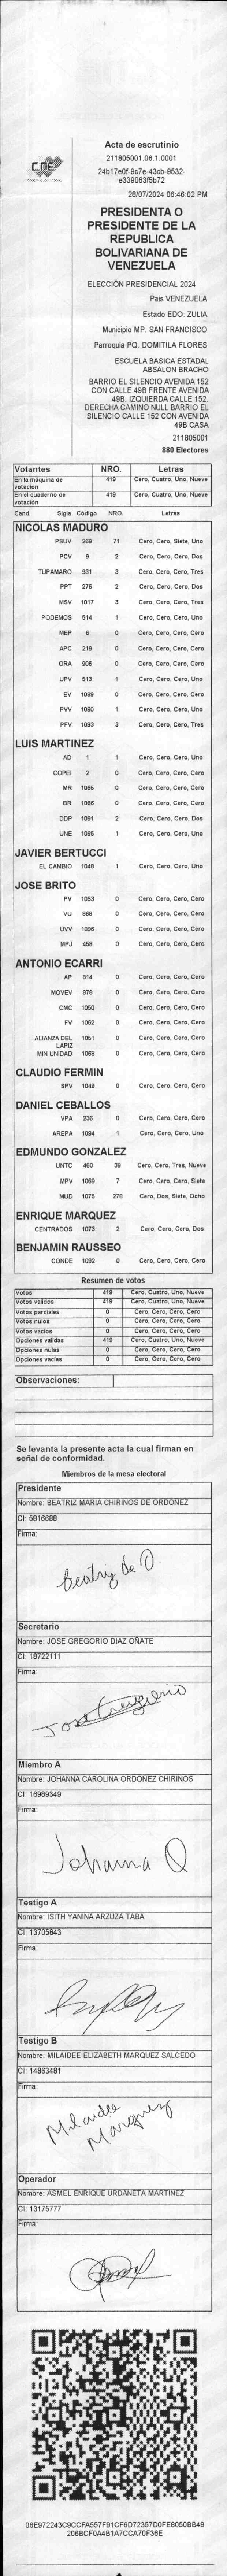 CNE
Acta de escrutinio
211805001.06.1.0001
24b17e0f-9c7e-43cb-9532-
e339063f5b72
28/07/2024 06:46:02 PM
PRESIDENTA O
PRESIDENTE DE LA
REPUBLICA
BOLIVARIANA DE
VENEZUELA
ELECCIÓN PRESIDENCIAL 2024
País VENEZUELA
Estado EDO. ZULIA
Municipio MP. SAN FRANCISCO
Parroquia PQ. DOMITILA FLORES
ESCUELA BASICA ESTADAL
ABSALON BRACHO
BARRIO EL SILENCIO AVENIDA 152
CON CALLE 49B FRENTE AVENIDA
49B. IZQUIERDA CALLE 152.
DERECHA CAMINO NULL BARRIO EL
SILENCIO CALLE 152 CON AVENIDA
49B CASA
211805001
880 Electores
Votantes NRO. Letras
En la máquina de votación 419 Cero, Cuatro, Uno, Nueve
En el cuaderno de votación 419 Cero, Cuatro, Uno, Nueve
Cand. Sigla Código NRO. Letras
NICOLAS MADURO
PSUV 269 71 Cero, Cero, Siete, Uno
PCV 9 2 Cero, Cero, Cero, Dos
TUPAMARO 931 3 Cero, Cero, Cero, Tres
PPT 276 2 Cero, Cero, Cero, Dos
MSV 1017 3 Cero, Cero, Cero, Tres
PODEMOS 514 1 Cero, Cero, Cero, Uno
MEP 6 0 Cero, Cero, Cero, Cero
APC 219 0 Cero, Cero, Cero, Cero
ORA 906 0 Cero, Cero, Cero, Cero
UPV 513 1 Cero, Cero, Cero, Uno
EV 1089 0 Cero, Cero, Cero, Cero
PVV 1090 1 Cero, Cero, Cero, Uno
PFV 1093 3 Cero, Cero, Cero, Tres
LUIS MARTINEZ
AD 1 1 Cero, Cero, Cero, Uno
COPEI 2 0 Cero, Cero, Cero, Cero
MR 1065 0 Cero, Cero, Cero, Cero
BR 1066 0 Cero, Cero, Cero, Cero
DDP 1091 2 Cero, Cero, Cero, Dos
UNE 1095 1 Cero, Cero, Cero, Uno
JAVIER BERTUCCI
EL CAMBIO 1048 1 Cero, Cero, Cero, Uno
JOSE BRITO
PV 1053 0 Cero, Cero, Cero, Cero
VU 868 0 Cero, Cero, Cero, Cero
UVV 1096 0 Cero, Cero, Cero, Cero
MPJ 458 0 Cero, Cero, Cero, Cero
ANTONIO ECARRI
AP 814 0 Cero, Cero, Cero, Cero
MOVEV 979 0 Cero, Cero, Cero, Cero
CMC 1050 0 Cero, Cero, Cero, Cero
FV 1062 0 Cero, Cero, Cero, Cero
ALIANZA DEL LAPIZ 1051 0 Cero, Cero, Cero, Cero
MIN UNIDAD 1068 0 Cero, Cero, Cero, Cero
CLAUDIO FERMIN
SPV 1049 0 Cero, Cero, Cero, Cero
DANIEL CEBALLOS
VPA 236 0 Cero, Cero, Cero, Cero
AREPA 1094 1 Cero, Cero, Cero, Uno
EDMUNDO GONZALEZ
UNTC 460 39 Cero, Cero, Tres, Nueve
MPV 1069 7 Cero, Cero, Cero, Siete
MUD 1076 278 Cero, Dos, Siete, Ocho
ENRIQUE MARQUEZ
CENTRADOS 1073 2 Cero, Cero, Cero, Dos
BENJAMIN RAUSSEO
CONDE 1092 0 Cero, Cero, Cero, Cero
Resumen de votos
Votos 419 Cero, Cuatro, Uno, Nueve
Votos validos 419 Cero, Cuatro, Uno, Nueve
Votos parciales 0 Cero, Cero, Cero, Cero
Votos nulos 0 Cero, Cero, Cero, Cero
Votos vacios 0 Cero, Cero, Cero, Cero
Opciones validas 419 Cero, Cuatro, Uno, Nueve
Opciones nulas 0 Cero, Cero, Cero, Cero
Opciones vacias 0 Cero, Cero, Cero, Cero
Observaciones:
Se levanta la presente acta la cual firman en
señal de conformidad.
Miembros de la mesa electoral
Presidente
Nombre: BEATRIZ MARIA CHIRINOS DE ORDOÑEZ
CI: 5816688
Firma:
Beatriz de O
Secretario
Nombre: JOSE GREGORIO DIAZ OÑATE
CI: 18722111
Firma:
Jose Gregorio
Miembro A
Nombre: JOHANNA CAROLINA ORDOÑEZ CHIRINOS
CI: 16989349
Firma:
Johanna O
Testigo A
Nombre: ISITH YANINA ARZUZA TABA
CI: 13705843
Firma:
Testigo B
Nombre: MILAIDEE ELIZABETH MARQUEZ SALCEDO
CI: 14863481
Firma:
Milaidee
Marquez
Operador
Nombre: ASMEL ENRIQUE URDANETA MARTINEZ
CI: 13175777
Firma:
06E972243C9CCFA557F91CF6D72357D0FE8050BB49
206BCF0A4B1A7CCA70F36E